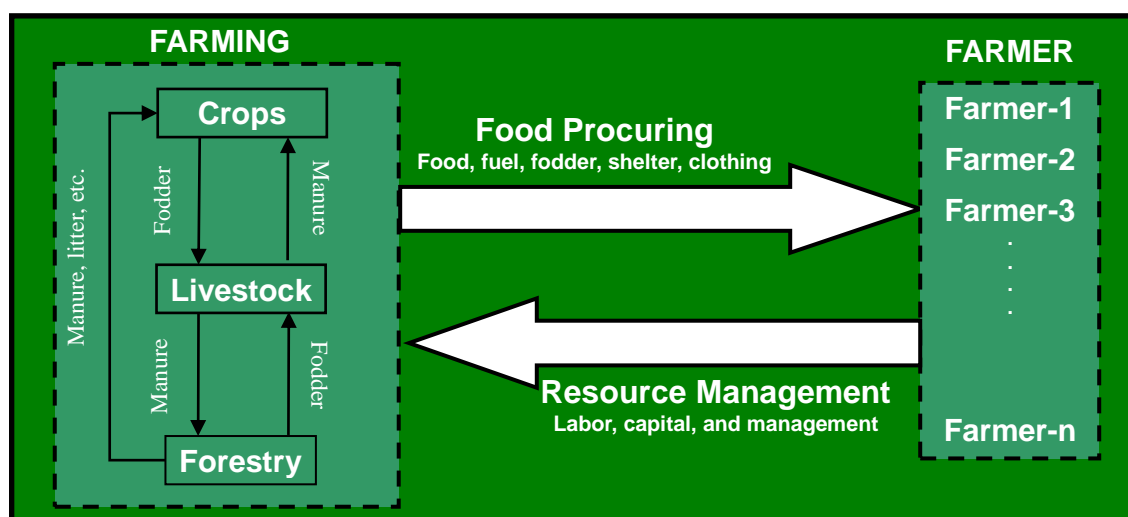 FARMING
Crops
Manure, litter, etc.
Fodder
Manure
Livestock
Manure
Fodder
Forestry
Food Procuring
Food, fuel, fodder, shelter, clothing
Resource Management
Labor, capital, and management
FARMER
Farmer-1
Farmer-2
Farmer-3
.
.
.
.
Farmer-n